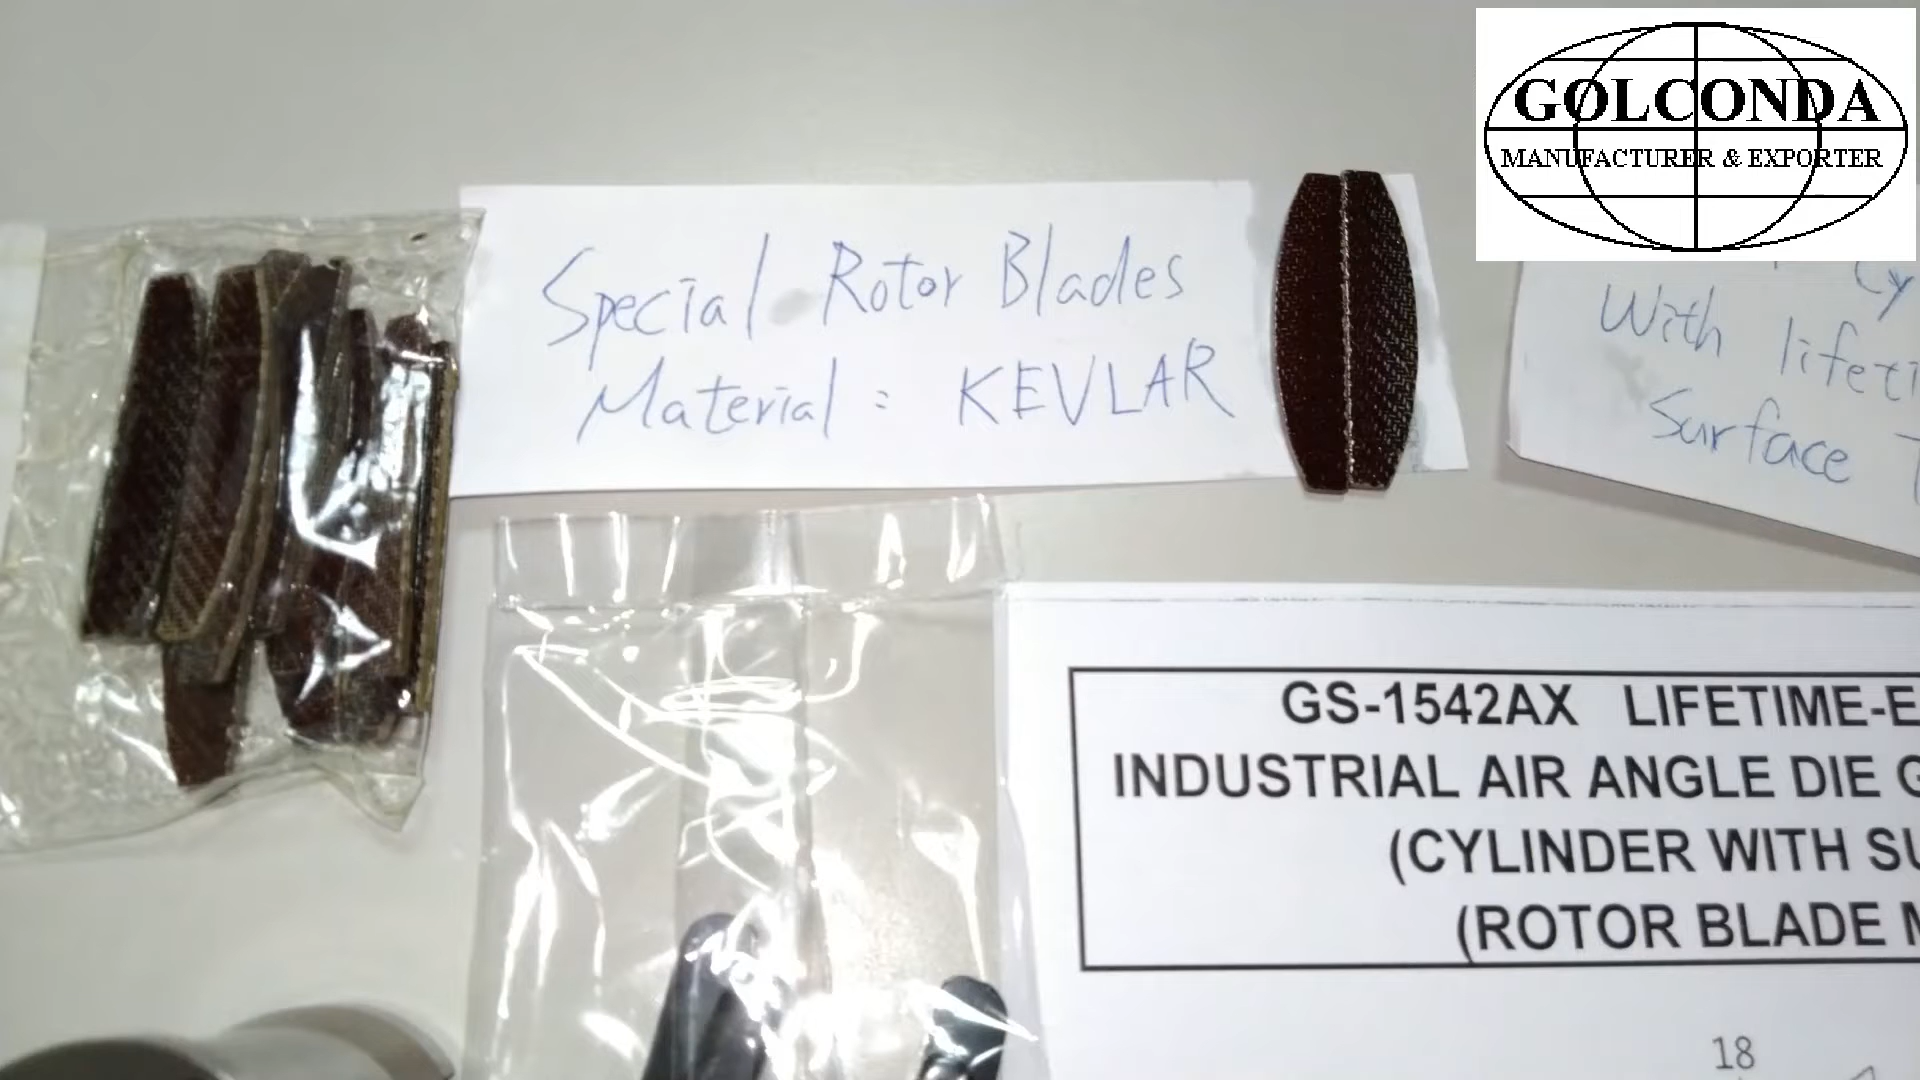 GOLCONDA
MANUFACTURER & EXPORTER
Special Rotor Blades
Material : KEVLAR
Cy
With lifeti
Surface T
GS-1542AX LIFETIME-E
INDUSTRIAL AIR ANGLE DIE G
(CYLINDER WITH SU
(ROTOR BLADE M
18